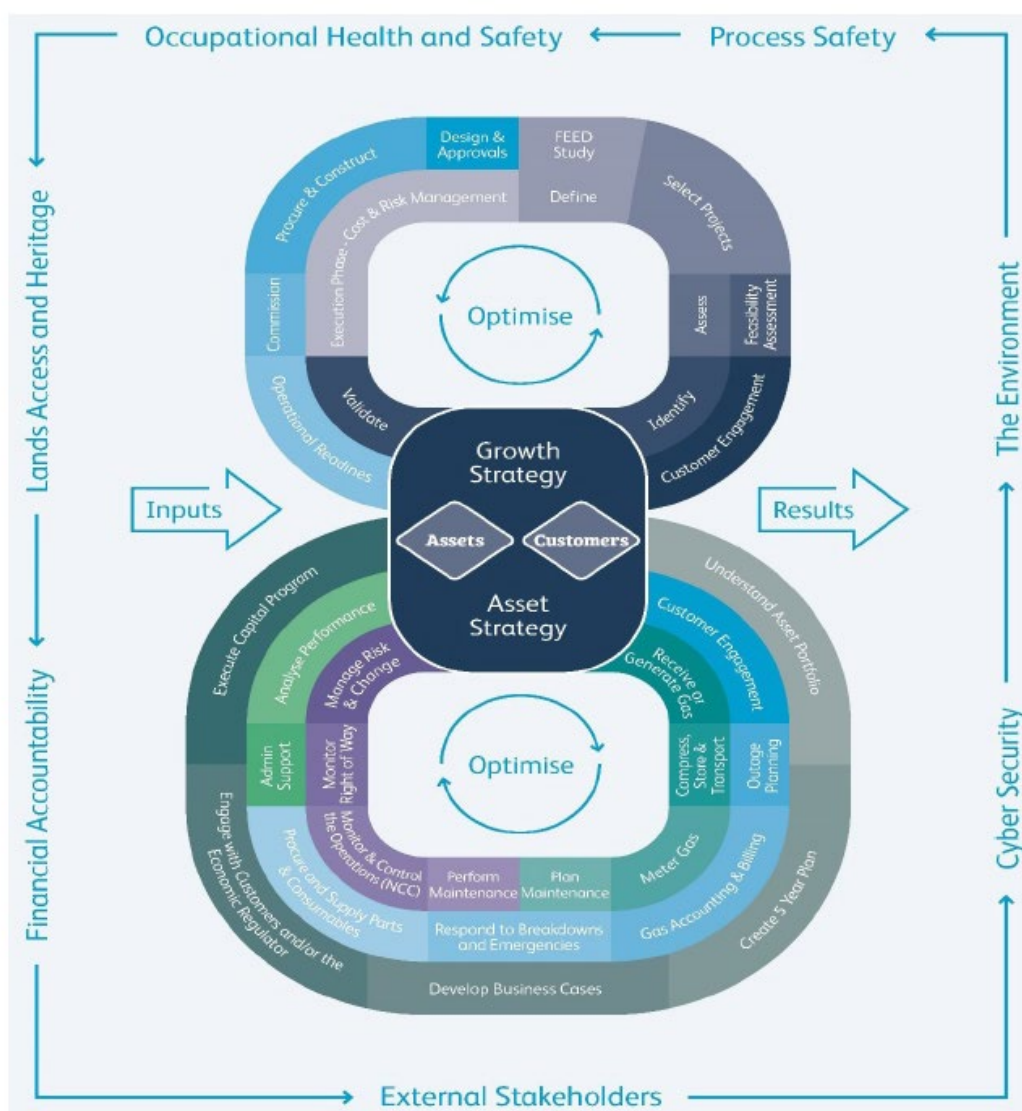 Occupational Health and Safety
Process Safety
Lands Access and Heritage
Financial Accountability
External Stakeholders
Cyber Security
The Environment
Inputs
Results
Design &
Approvals
FEED
Study
Define
Select Projects
Assess
Feasibility
Assessment
Identify
Customer Engagement
Procure & Construct
Execution Phase - Cost & Risk Management
Commission
Validate
Operational Readines
Optimise
Growth
Strategy
Assets
Customers
Asset
Strategy
Understand Asset Portfolio
Customer Engagement
Receive or
Generate Gas
Compress,
Store &
Transport
Outage
Planning
Meter Gas
Gas Accounting & Billing
Create 5 Year Plan
Plan
Maintenance
Perform
Maintenance
Respond to Breakdowns
and Emergencies
Develop Business Cases
Monitor & Control
the Operations (NCC)
Procure and Supply Parts
& Consumables
Engage with Customers and/or the
Economic Regulator
Monitor
Right of Way
Admin
Support
Manage Risk
& Change
Analyse Performance
Execute Capital Program
Optimise